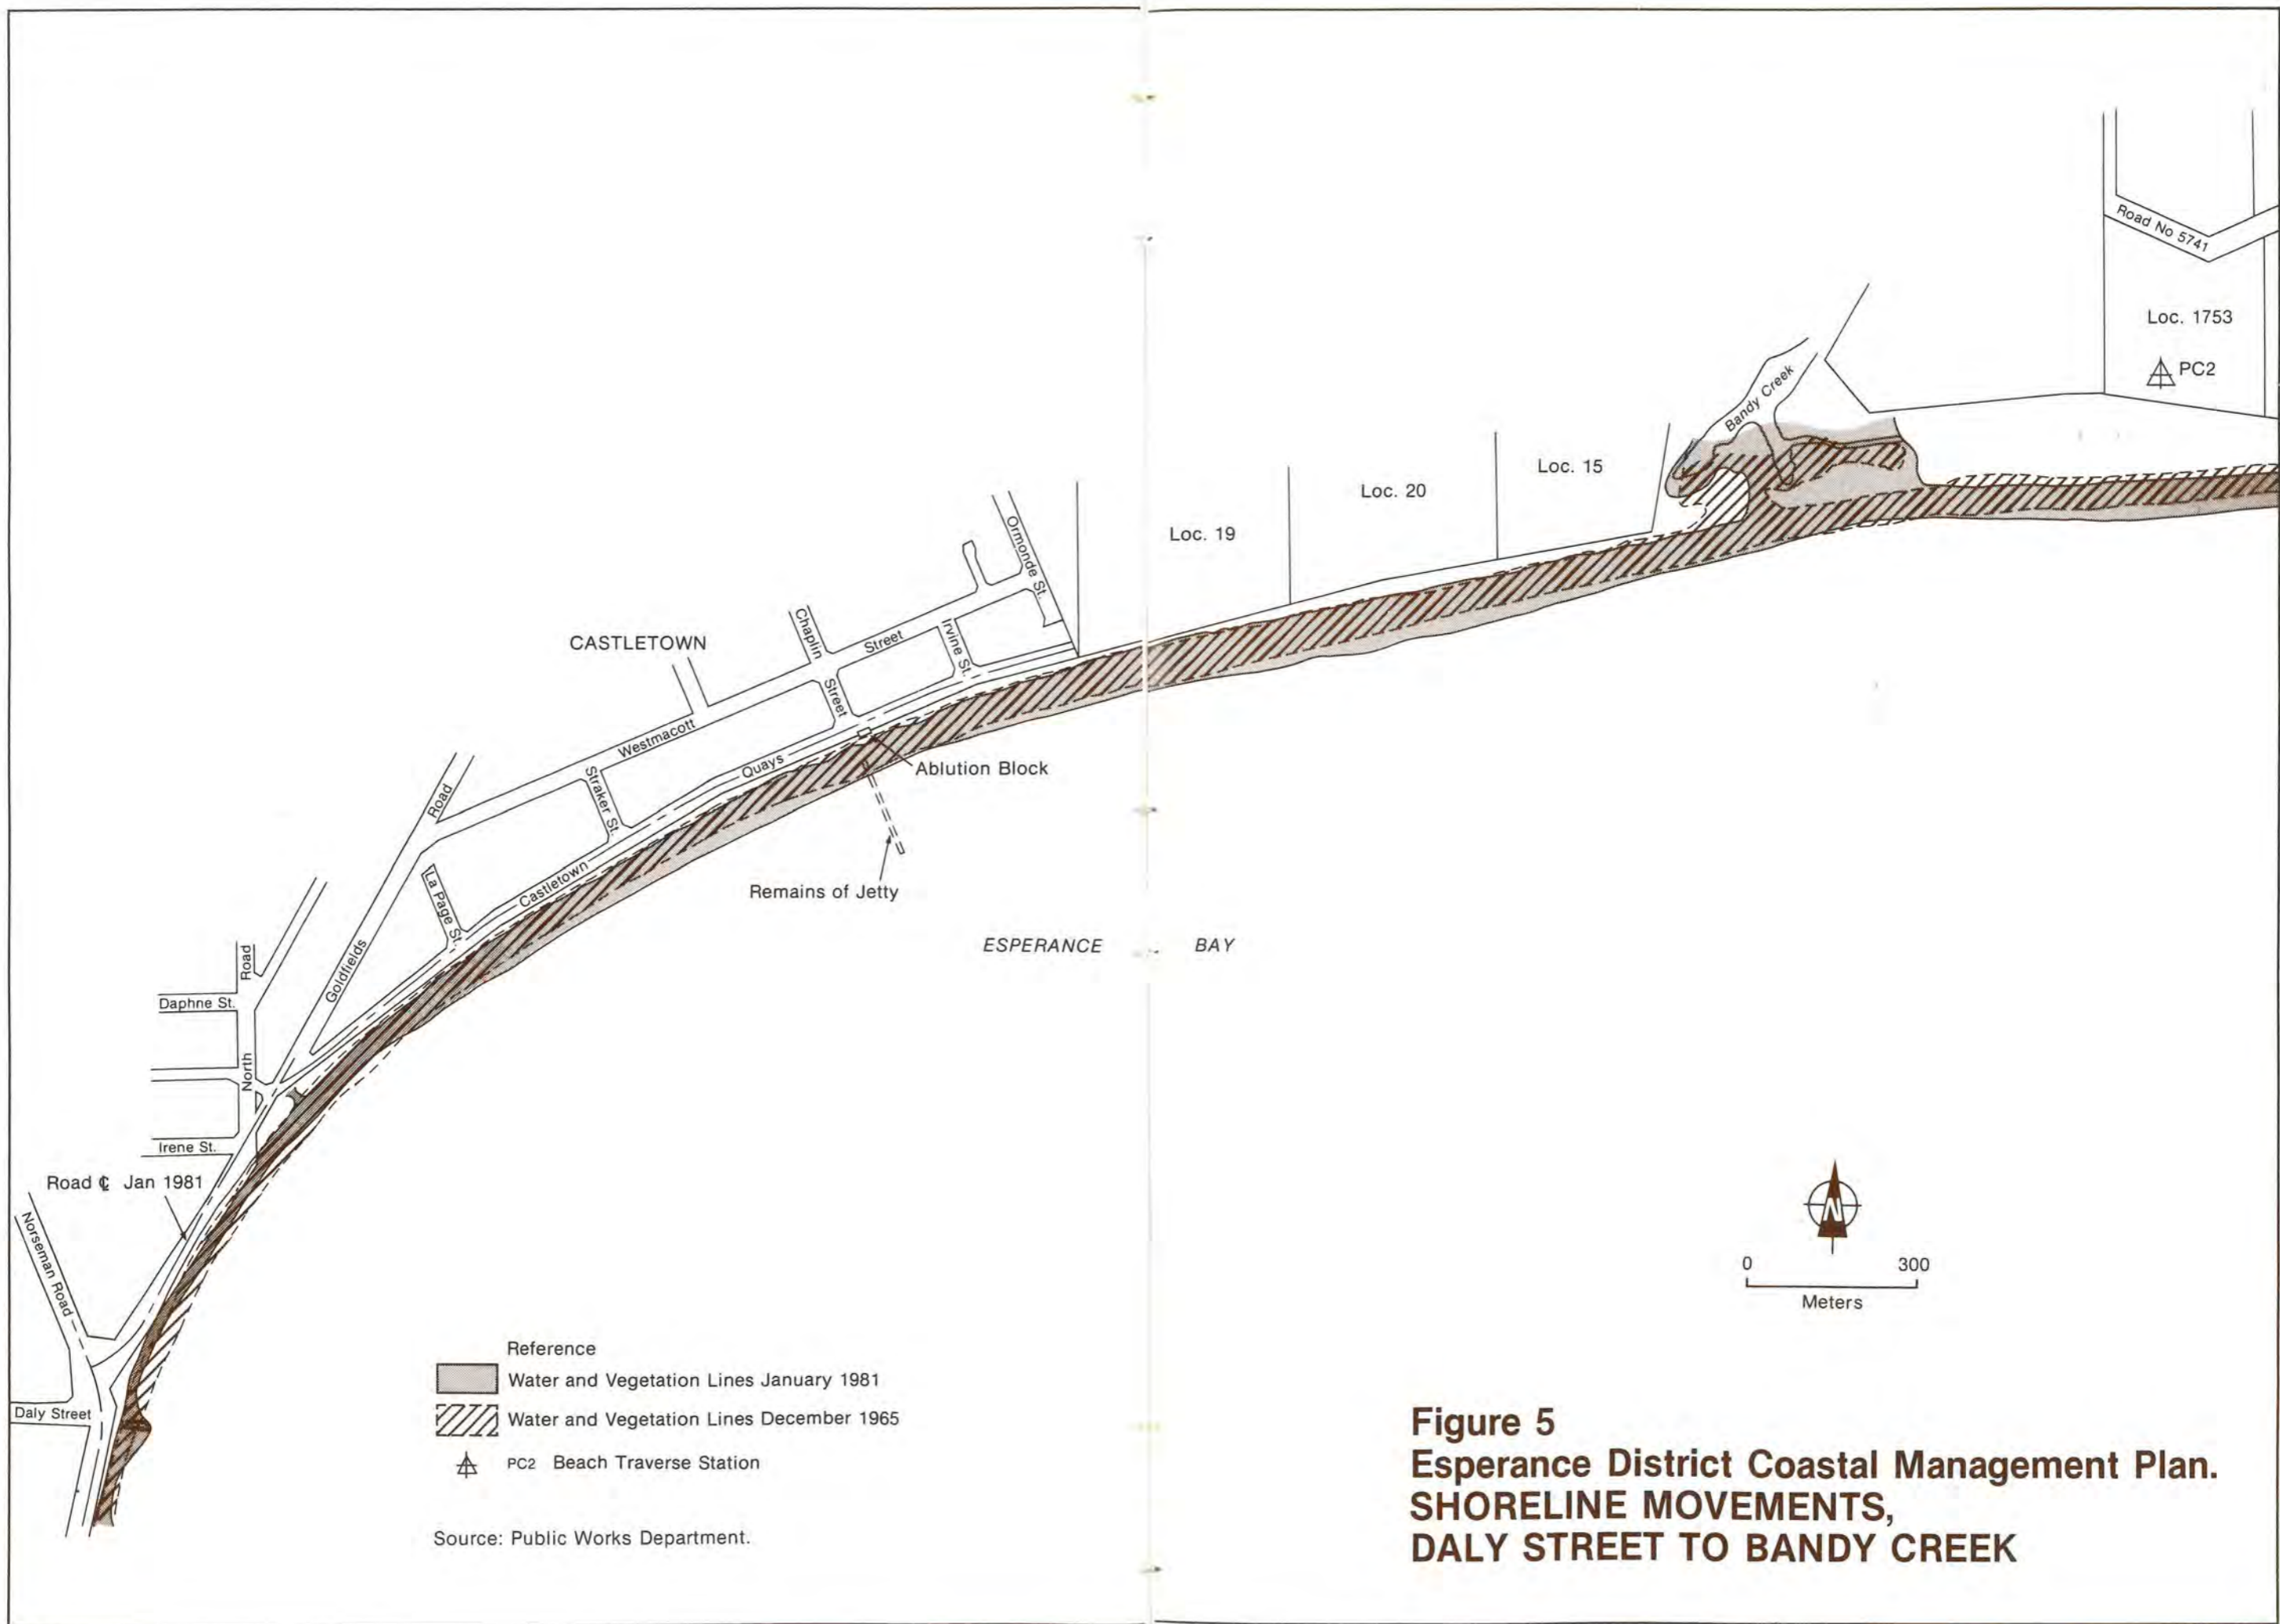 Road No 5741
Loc. 1753
PC2
Bandy Creek
Loc. 15
Loc. 20
Loc. 19
Ormonde St.
CASTLETOWN
Chaplin
Street
Street
Irvine St.
Westmacott
Quays
Ablution Block
Straker St.
Road
Remains of Jetty
La Page St.
Castletown
ESPERANCE BAY
Goldfields
Road
Daphne St.
North
Irene St.
Road ℄ Jan 1981
Norseman Road
Daly Street
N
0 300
Meters
Reference
Water and Vegetation Lines January 1981
Water and Vegetation Lines December 1965
PC2 Beach Traverse Station
Source: Public Works Department.
Figure 5
Esperance District Coastal Management Plan.
SHORELINE MOVEMENTS,
DALY STREET TO BANDY CREEK